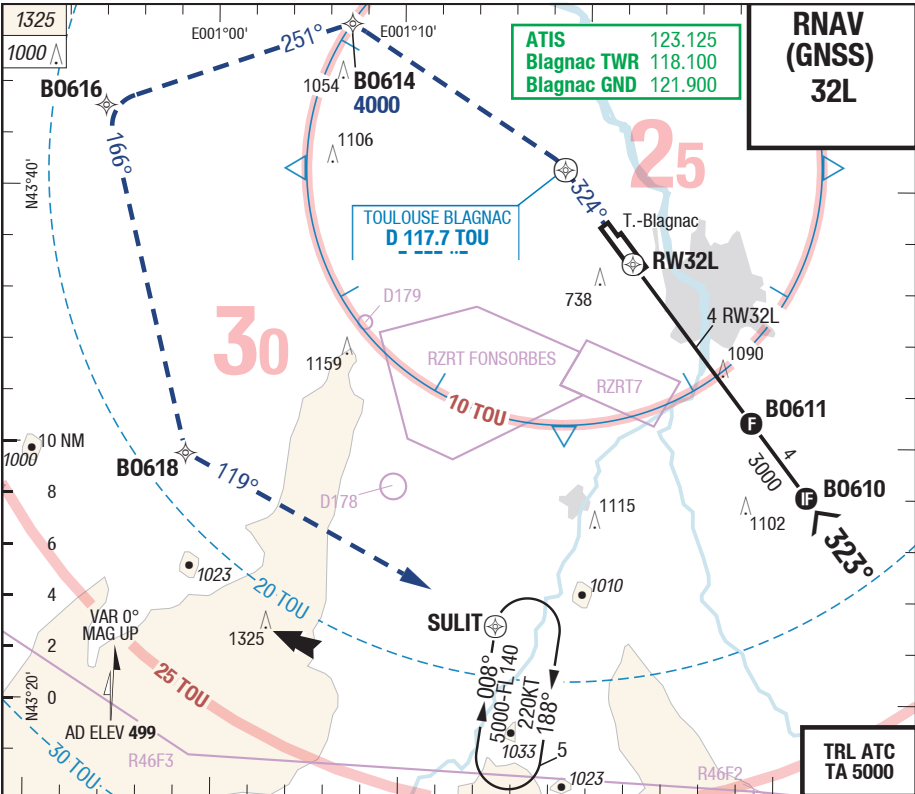 1325
1000
E001°00'
E001°10'
251°
B0616
1054
B0614
4000
ATIS 123.125
Blagnac TWR 118.100
Blagnac GND 121.900
RNAV
(GNSS)
32L
166°
1106
25
N43°40'
324°
TOULOUSE BLAGNAC
D 117.7 TOU
T.-Blagnac
RW32L
738
D179
4 RW32L
30
1159
RZRT FONSORBES
1090
RZRT7
10 TOU
B0611
F
10 NM
1000
B0618
4
3000
119°
8
D178
B0610
IF
1115
1102
323°
6
1023
20 TOU
4
1010
VAR 0°
MAG UP
SULIT
1325
2
008°
5000-FL140
220KT
188°
25 TOU
N43°20'
0
AD ELEV 499
1033
5
30 TOU
R46F3
1023
R46F2
TRL ATC
TA 5000